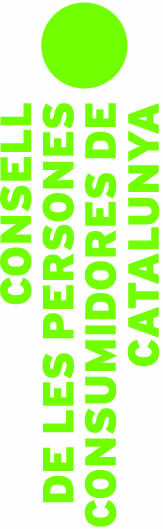 CONSELL
DE LES PERSONES
CONSUMIDORES DE
CATALUNYA